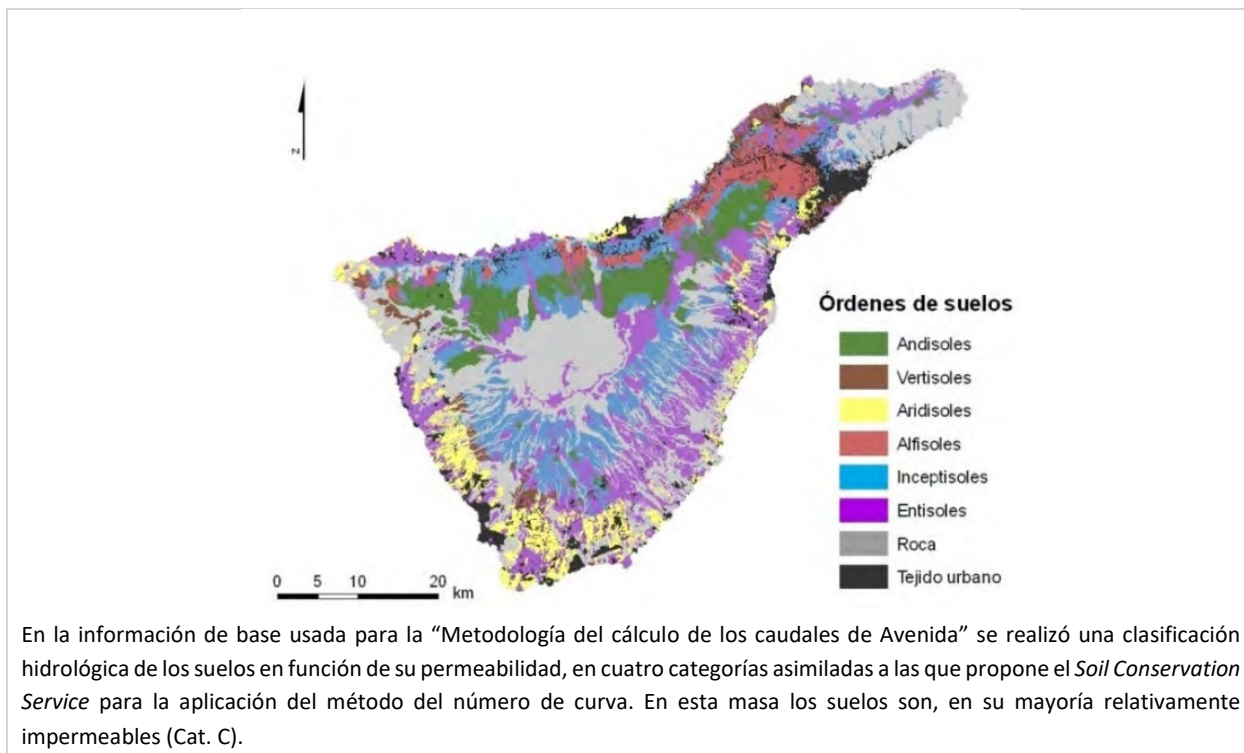 N
Órdenes de suelos
Andisoles
Vertisoles
Aridisoles
Alfisoles
Inceptisoles
Entisoles
Roca
Tejido urbano
0 5 10 20
km
En la información de base usada para la “Metodología del cálculo de los caudales de Avenida” se realizó una clasificación
hidrológica de los suelos en función de su permeabilidad, en cuatro categorías asimiladas a las que propone el Soil Conservation
Service para la aplicación del método del número de curva. En esta masa los suelos son, en su mayoría relativamente
impermeables (Cat. C).